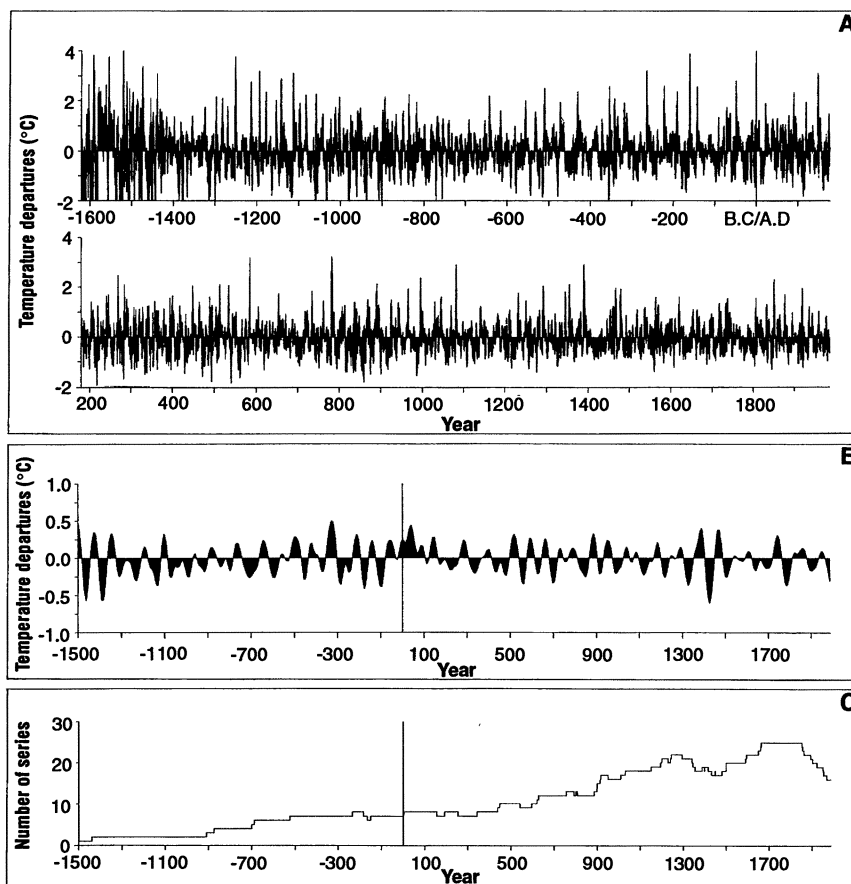 A
Temperature departures (°C)
4
2
0
-2
-1600 -1400 -1200 -1000 -800 -600 -400 -200 B.C/A.D
4
2
0
-2
200 400 600 800 1000 1200 1400 1600 1800
Year
B
Temperature departures (°C)
1.0
0.5
0.0
-0.5
-1.0
-1500 -1100 -700 -300 100 500 900 1300 1700
Year
C
Number of series
30
20
10
0
-1500 -1100 -700 -300 100 500 900 1300 1700
Year